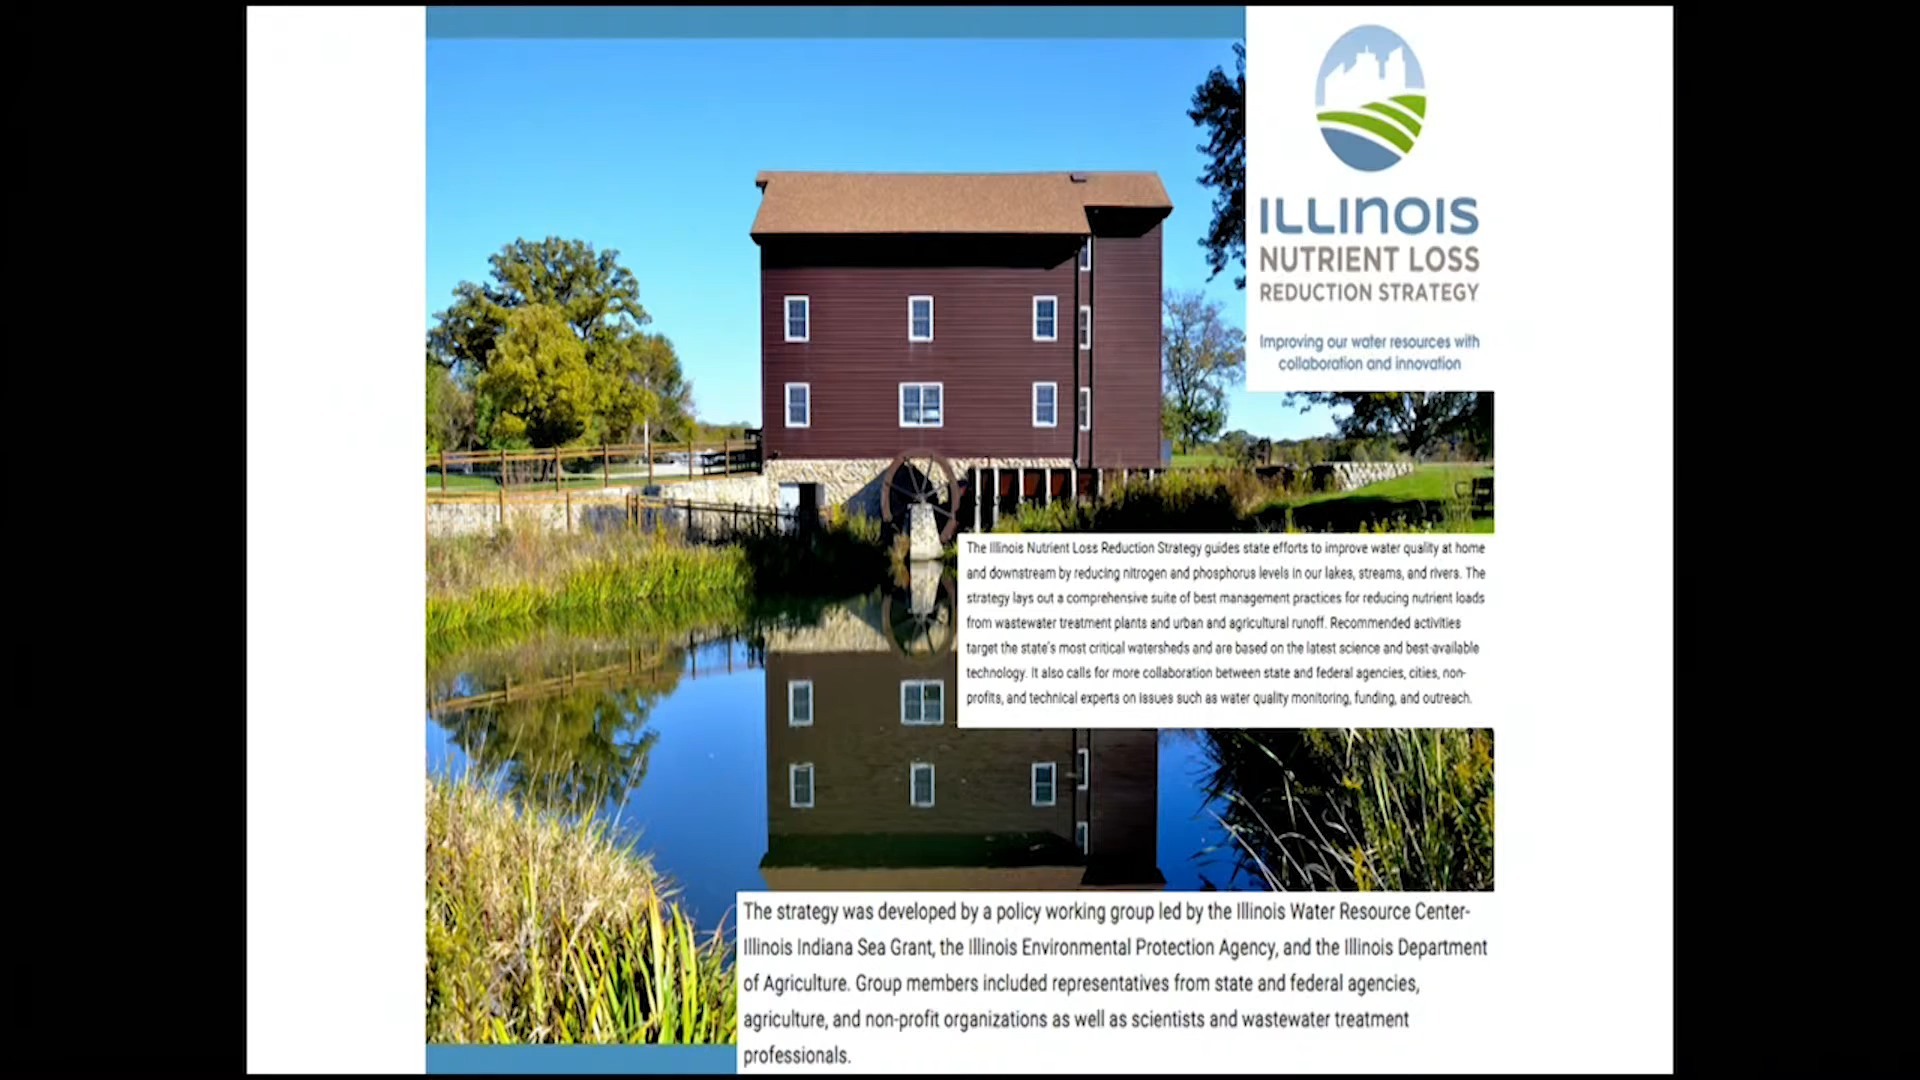 ILLINOIS
NUTRIENT LOSS
REDUCTION STRATEGY
Improving our water resources with
collaboration and innovation
The Illinois Nutrient Loss Reduction Strategy guides state efforts to improve water quality at home
and downstream by reducing nitrogen and phosphorus levels in our lakes, streams, and rivers. The
strategy lays out a comprehensive suite of best management practices for reducing nutrient loads
from wastewater treatment plants and urban and agricultural runoff. Recommended activities
target the state's most critical watersheds and are based on the latest science and best-available
technology. It also calls for more collaboration between state and federal agencies, cities, non-
profits, and technical experts on issues such as water quality monitoring, funding, and outreach.
The strategy was developed by a policy working group led by the Illinois Water Resource Center-
Illinois Indiana Sea Grant, the Illinois Environmental Protection Agency, and the Illinois Department
of Agriculture. Group members included representatives from state and federal agencies,
agriculture, and non-profit organizations as well as scientists and wastewater treatment
professionals.